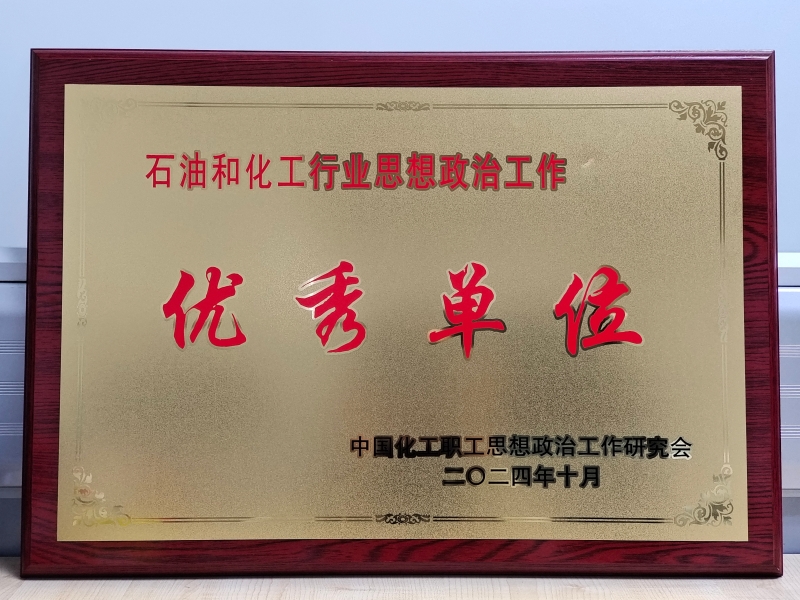 石油和化工行业思想政治工作
优秀单位
中国化工职工思想政治工作研究会
二〇二四年十月